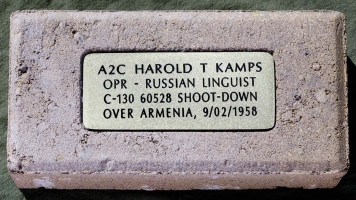 A2C HAROLD T KAMPS
OPR - RUSSIAN LINGUIST
C-130 60528 SHOOT-DOWN
OVER ARMENIA, 9/02/1958